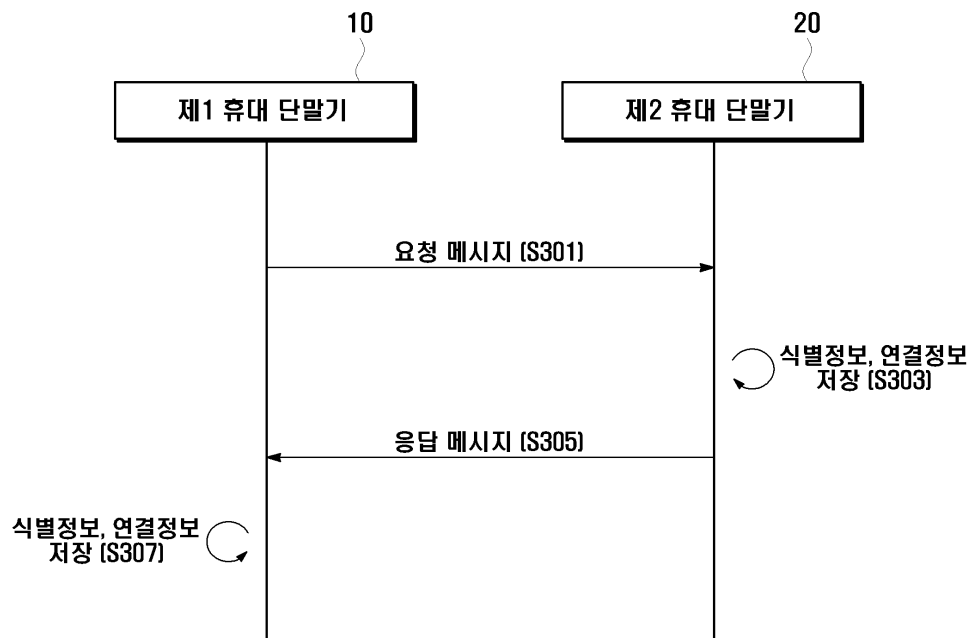 10
20
제1 휴대 단말기
제2 휴대 단말기
요청 메시지 (S301)
식별정보, 연결정보
저장 (S303)
응답 메시지 (S305)
식별정보, 연결정보
저장 (S307)